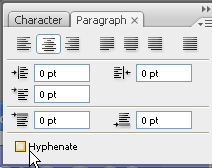 Character Paragraph ×
0 pt 0 pt
0 pt
0 pt 0 pt
Hyphenate